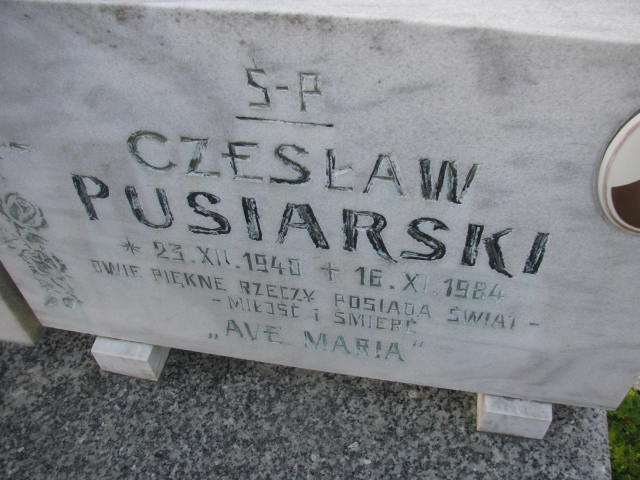 Ś-P
CZESŁAW
PUSIARSKI
* 23.XII.1940 + 16.XI.1984
DWIE PIĘKNE RZECZY POSIADA ŚWIAT -
- MIŁOŚĆ I ŚMIERĆ
„AVE MARIA"